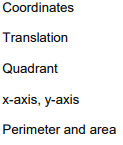 Coordinates
Translation
Quadrant
x-axis, y-axis
Perimeter and area